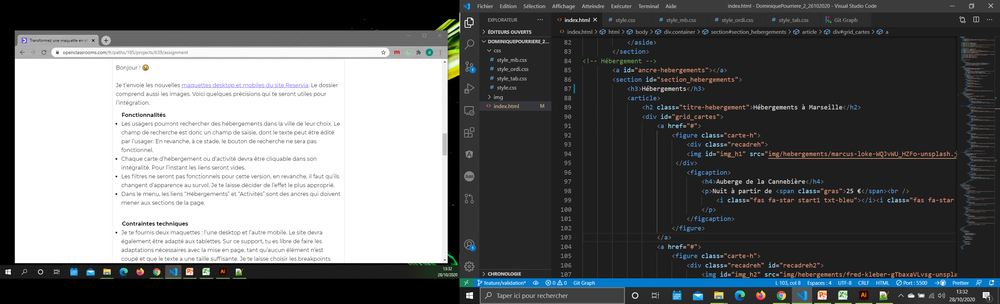 Transformez une maquette en sit
openclassrooms.com/fr/paths/185/projects/639/assignment
Bonjour ! 😀
Je t'envoie les nouvelles maquettes desktop et mobiles du site Reservia. Le dossier
comprend aussi les images. Voici quelques précisions qui te seront utiles pour
l'intégration.
Fonctionnalités
• Les usagers pourront rechercher des hébergements dans la ville de leur choix. Le
champ de recherche est donc un champ de saisie, dont le texte peut être édité
par l'usager. En revanche, à ce stade, le bouton de recherche ne sera pas
fonctionnel.
• Chaque carte d'hébergement ou d'activité devra être cliquable dans son
intégralité. Pour l'instant les liens seront vides.
• Les filtres ne seront pas fonctionnels pour cette version, en revanche, il faut qu'ils
changent d'apparence au survol. Je te laisse décider de l'effet le plus approprié.
• Dans le menu, les liens "Hébergements" et "Activités" sont des ancres qui doivent
mener aux sections de la page.
Contraintes techniques
• Je te fournis deux maquettes : l'une desktop et l'autre mobile. Le site devra
également être adapté aux tablettes. Sur ce support, tu es libre de faire les
adaptations nécessaires avec la mise en page, tant qu'aucun élément n'est
coupé et que le texte a une taille suffisante. Je te laisse choisir les breakpoints
13:32
28/10/2020
Fichier Edition Sélection Affichage Atteindre Exécuter Terminal Aide
index.html - DominiquePourriere_2_26102020 - Visual Studio Code
EXPLORATEUR
ÉDITEURS OUVERTS
DOMINIQUEPOURRIERE_2...
css
# style_mb.css
# style_ordi.css
# style_tab.css
# style.css
img
index.html M
CHRONOLOGIE
index.html # style.css # style_mb.css # style_ordi.css # style_tab.css Git Graph
index.html > html > body > div.container > section#section_hebergements > article > div#grid_cartes > a
82 </aside>
83 </section>
84 <!-- Hébergement -->
85 <a id="ancre-hebergements"></a>
86 <section id="section_hebergements">
87 <h3>Hébergements</h3>
88 <article>
89 <h2 class="titre-hebergement">Hébergements à Marseille</h2>
90 <div id="grid_cartes">
91 <a href="#">
92 <figure class="carte-h">
93 <div class="recadreh">
94 <img id="img_h1" src="img/hebergements/marcus-loke-WQJvWU_HZFo-unsplash.j
95 </div>
96 <figcaption>
97 <h4>Auberge de la Cannebière</h4>
98 <p>Nuit à partir de <span class="gras">25 €</span><br />
99 <i class="fas fa-star start1 txt-bleu"></i><i class="fas fa-star
100 </p>
101 </figcaption>
102 </figure>
103 </a>
104 <a href="#">
105 <figure class="carte-h">
106 <div class="recadreh" id="recadreh2">
107 <img id="img_h2" src="img/hebergements/fred-kleber-gTbaxaVLvsg-unspla
feature/validation* 0 0 Git Graph
L 103, col 8 Espaces : 4 UTF-8 CRLF HTML Port : 5500 Prettier
Taper ici pour rechercher
13:32
28/10/2020